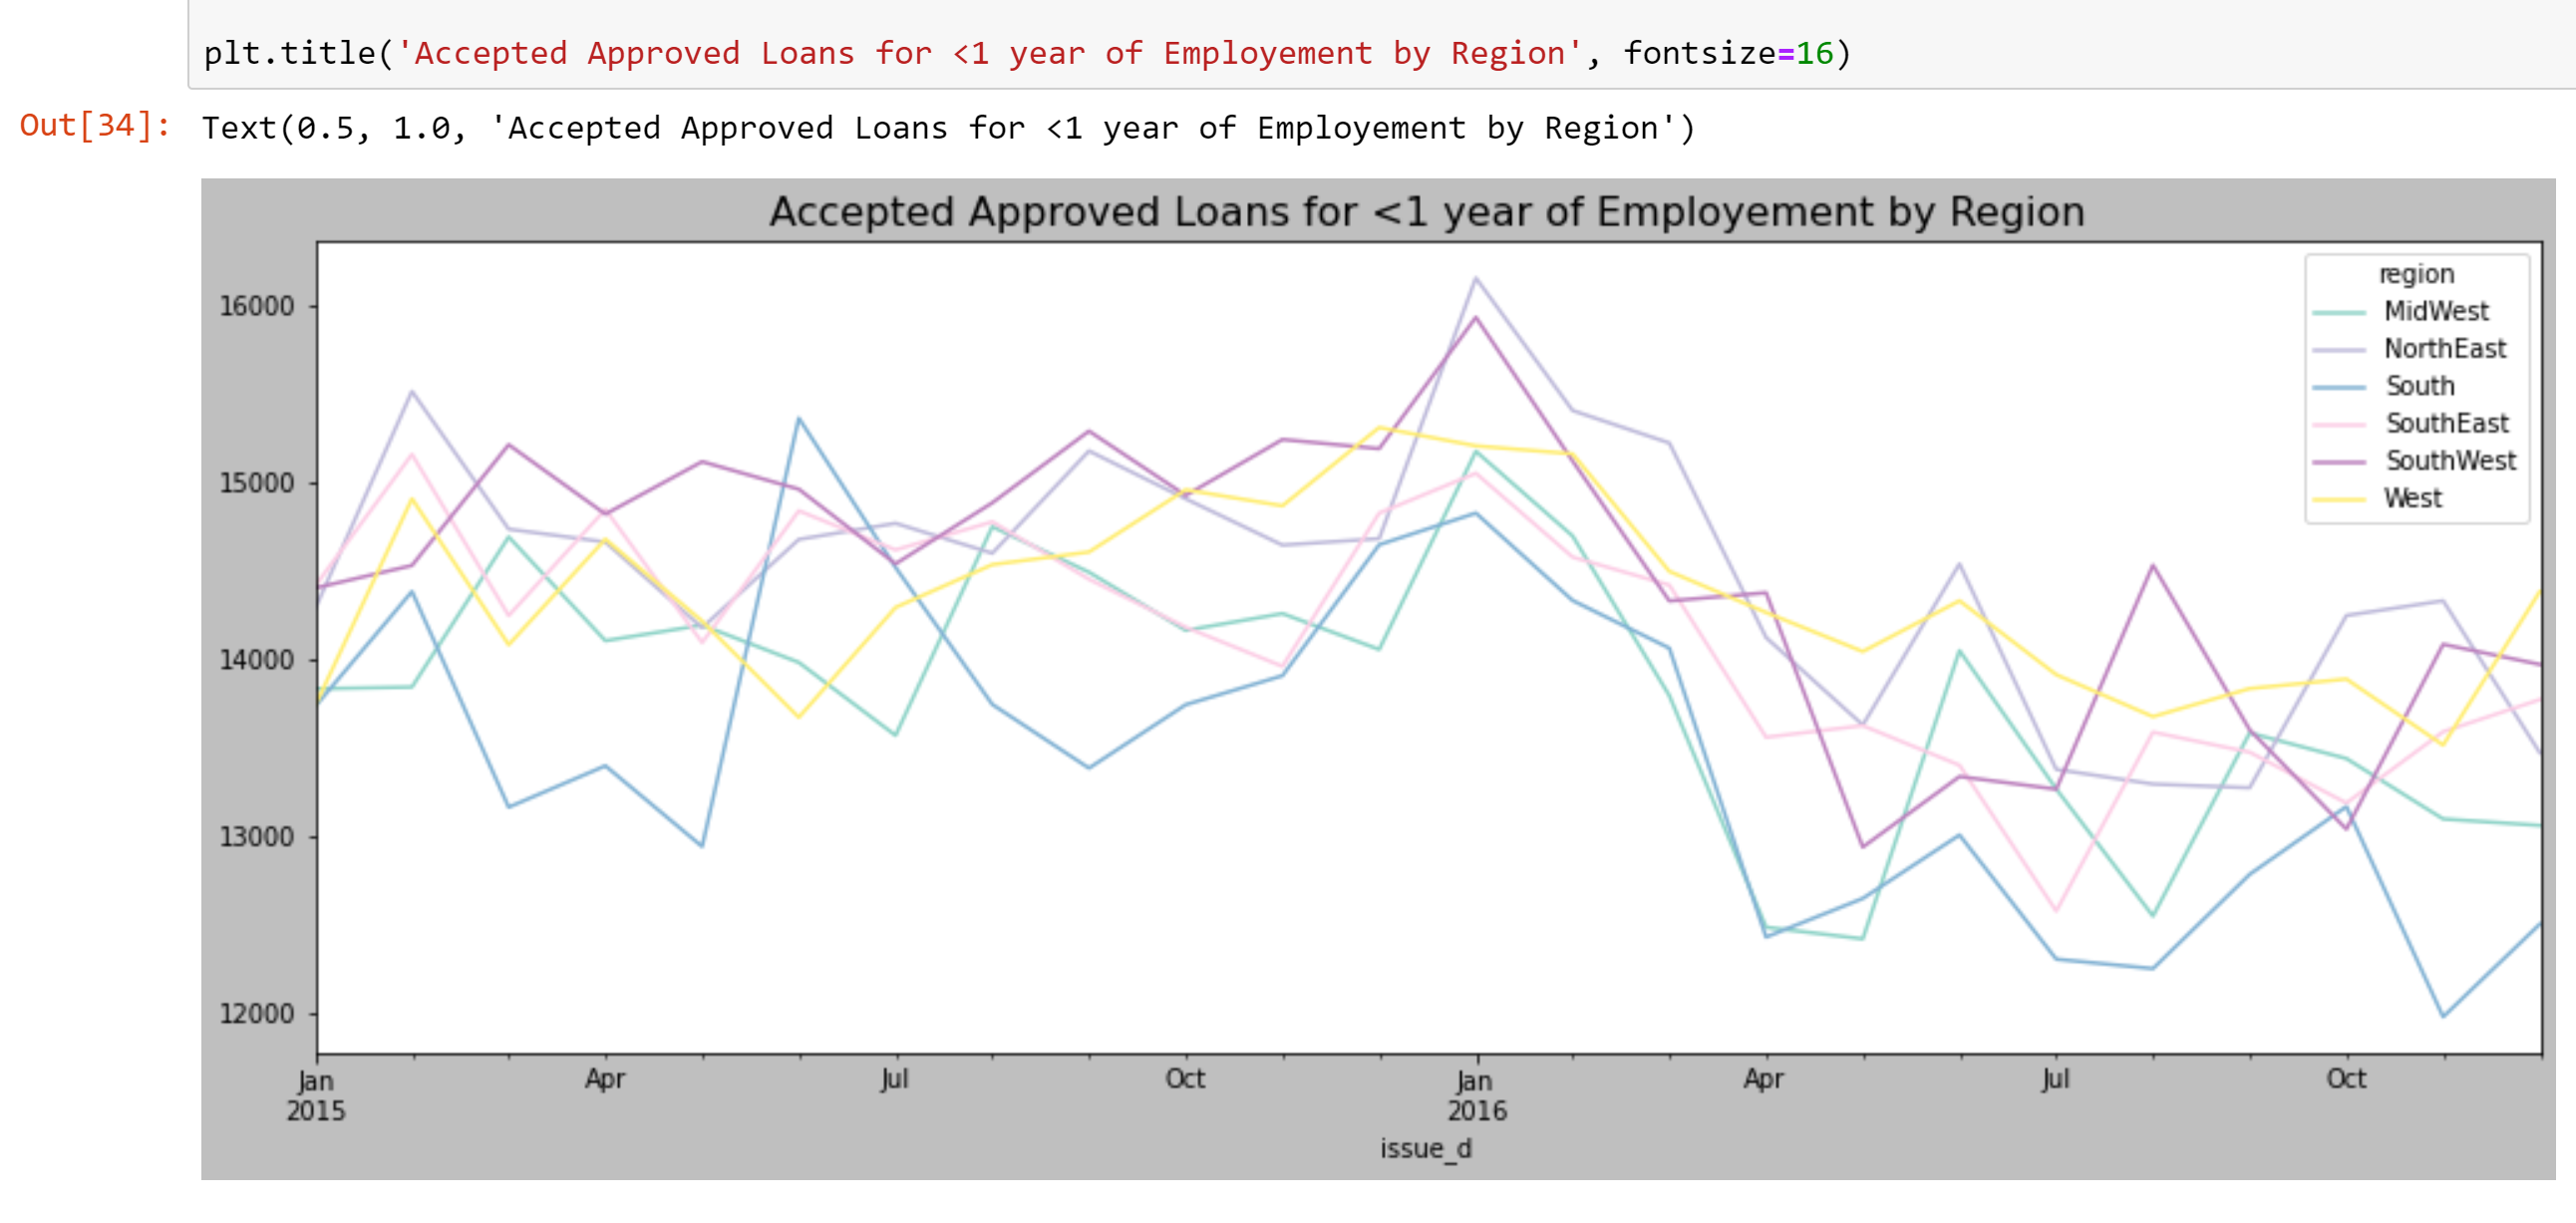 plt.title('Accepted Approved Loans for <1 year of Employement by Region', fontsize=16)
Out[34]: Text(0.5, 1.0, 'Accepted Approved Loans for <1 year of Employement by Region')
Accepted Approved Loans for <1 year of Employement by Region
region
MidWest
NorthEast
South
SouthEast
SouthWest
West
16000
15000
14000
13000
12000
Jan Apr Jul Oct Jan Apr Jul Oct
2015 2016
issue_d